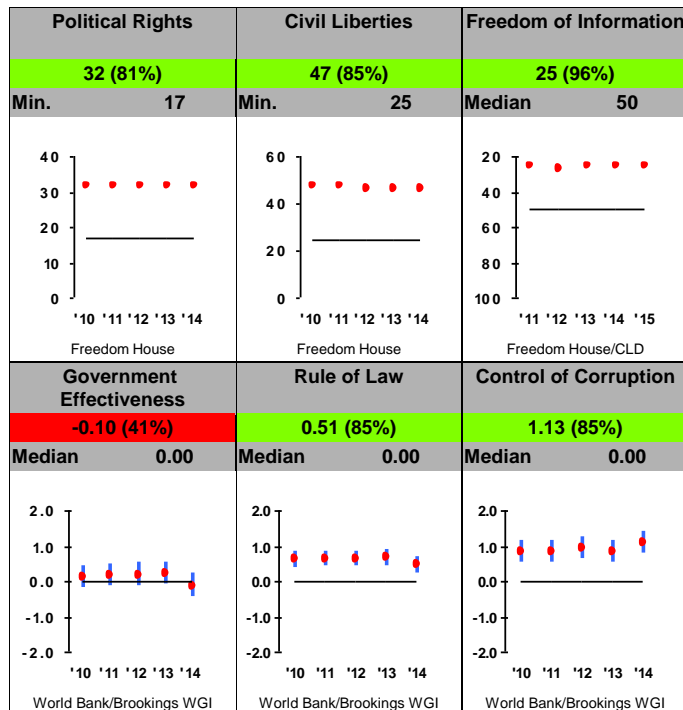 Political Rights
32 (81%)
Min. 17
40
30
20
10
0
'10 '11 '12 '13 '14
Freedom House
Civil Liberties
47 (85%)
Min. 25
60
40
20
0
'10 '11 '12 '13 '14
Freedom House
Freedom of Information
25 (96%)
Median 50
20
40
60
80
100
'11 '12 '13 '14 '15
Freedom House/CLD
Government
Effectiveness
-0.10 (41%)
Median 0.00
2.0
1.0
0.0
-1.0
-2.0
'10 '11 '12 '13 '14
World Bank/Brookings WGI
Rule of Law
0.51 (85%)
Median 0.00
2.0
1.0
0.0
-1.0
-2.0
'10 '11 '12 '13 '14
World Bank/Brookings WGI
Control of Corruption
1.13 (85%)
Median 0.00
2.0
1.0
0.0
-1.0
-2.0
'10 '11 '12 '13 '14
World Bank/Brookings WGI